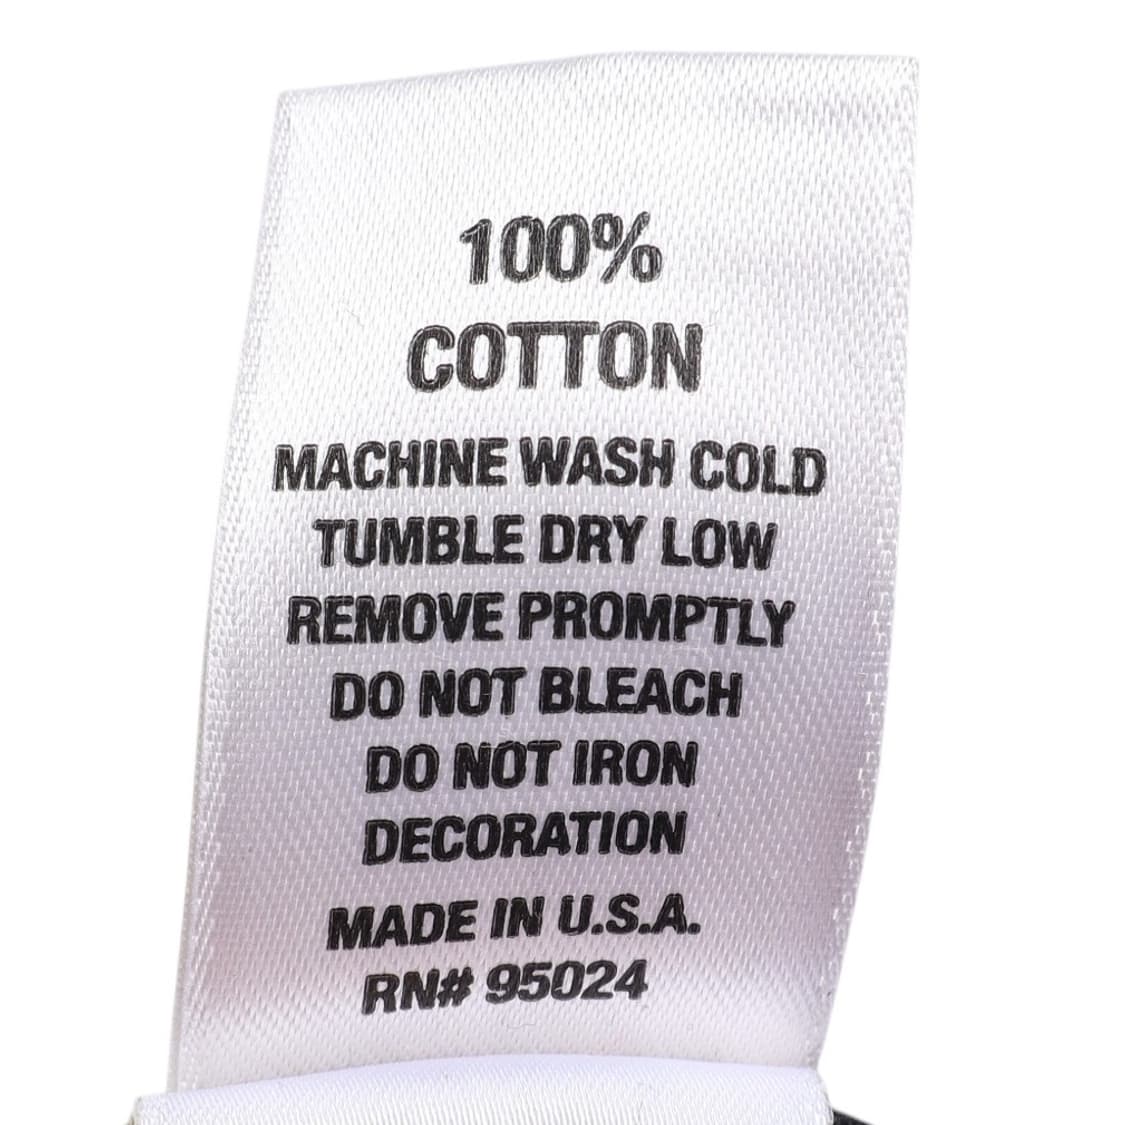 100%
COTTON
MACHINE WASH COLD
TUMBLE DRY LOW
REMOVE PROMPTLY
DO NOT BLEACH
DO NOT IRON
DECORATION
MADE IN U.S.A.
RN# 95024